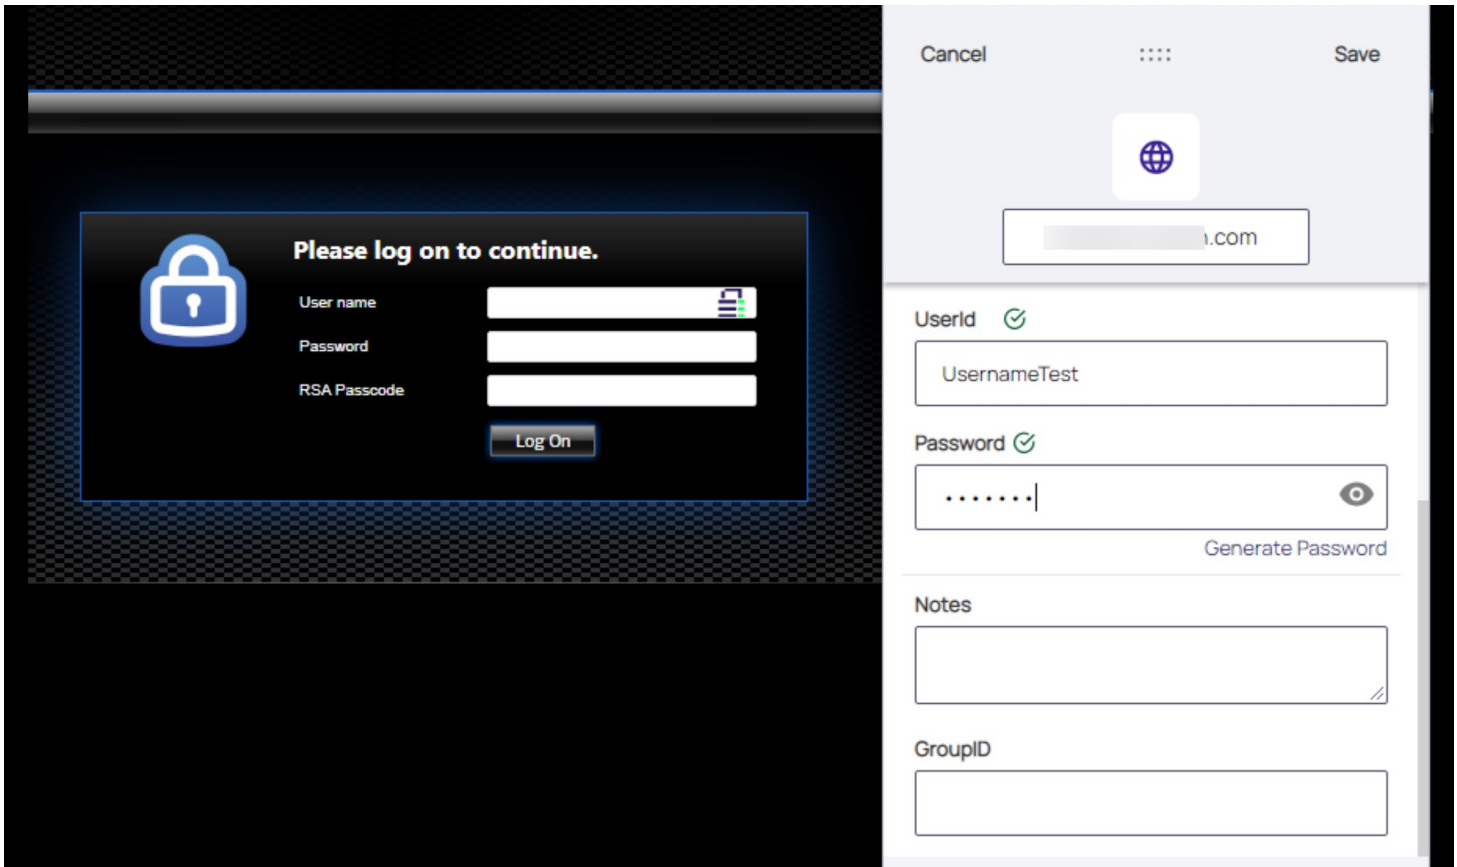 Cancel
Save
.com
Please log on to continue.
User name
Password
RSA Passcode
Log On
UserId
UsernameTest
Password
•••••••
Generate Password
Notes
GroupID